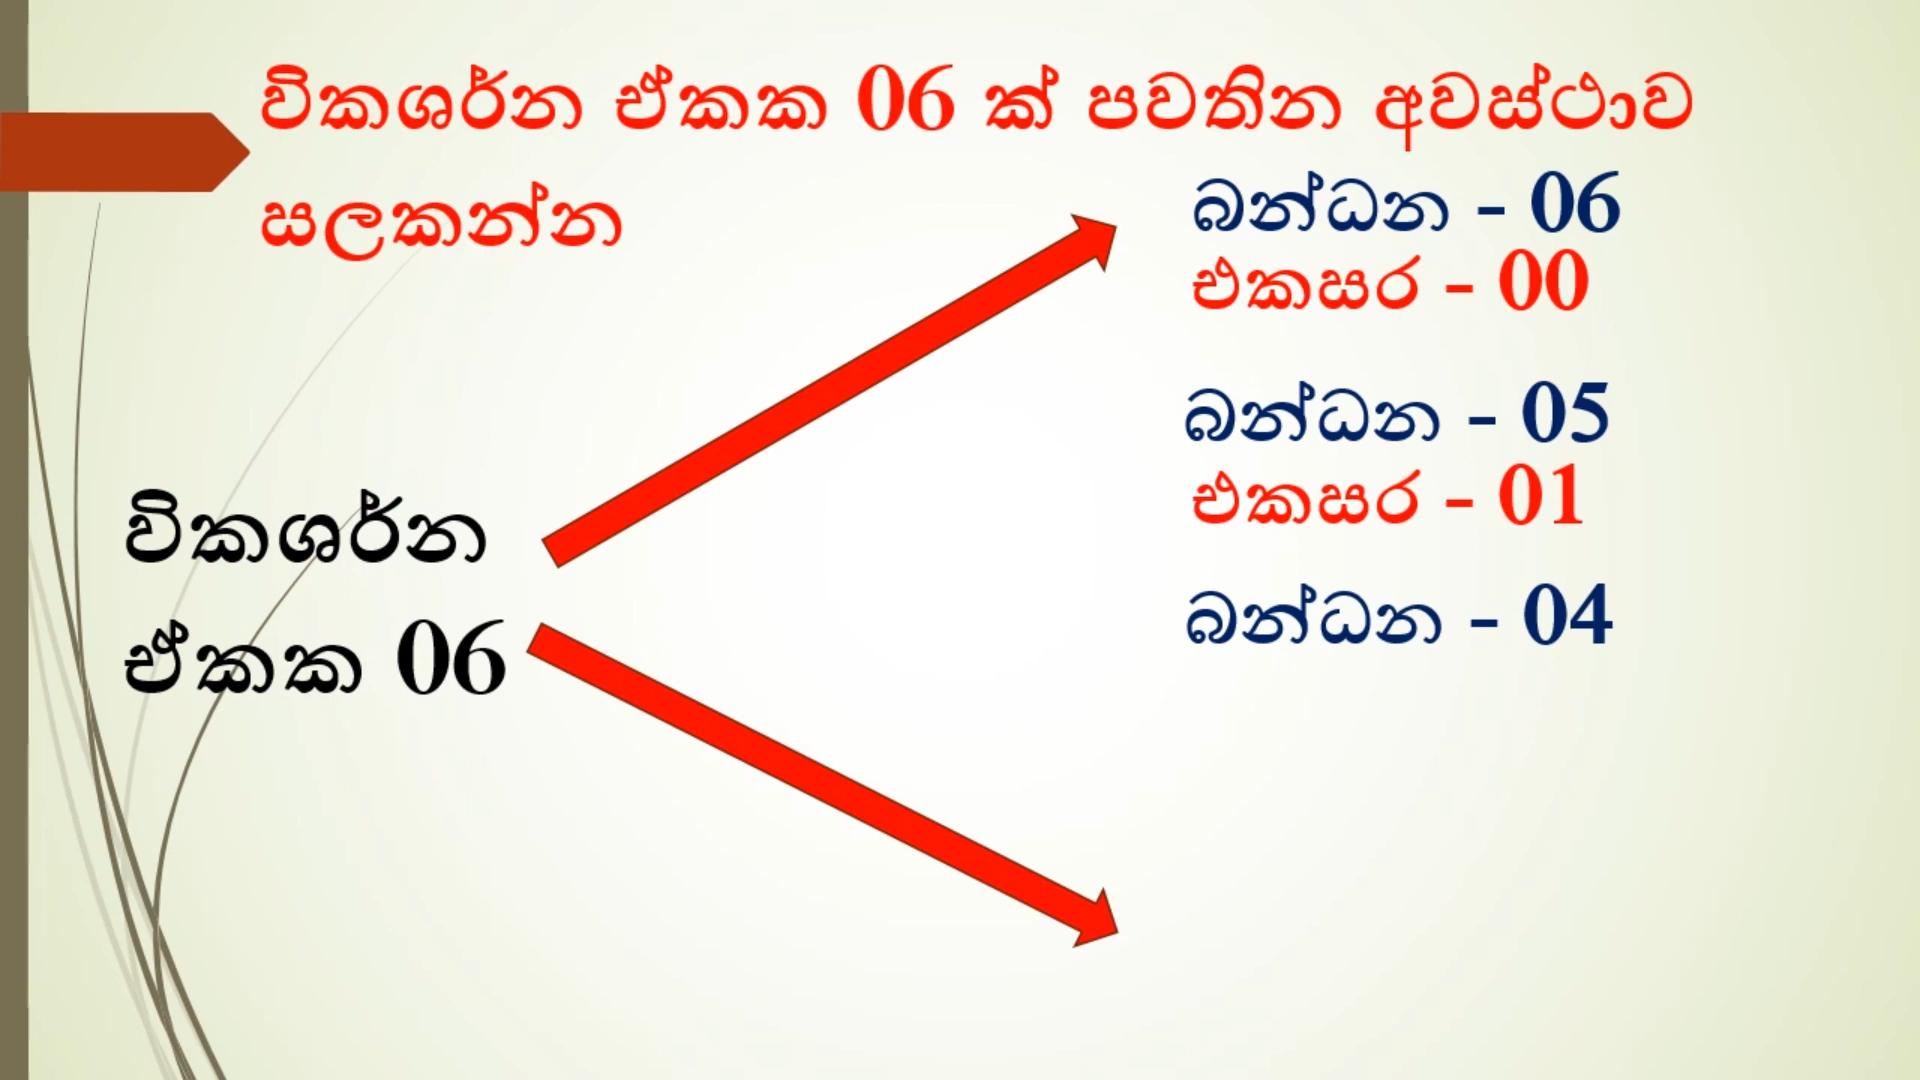 විකශර්න ඒකක 06 ක් පවතින අවස්ථාව
සලකන්න
බන්ධන - 06
එකසර - 00
බන්ධන - 05
එකසර - 01
විකශර්න
ඒකක 06
බන්ධන - 04